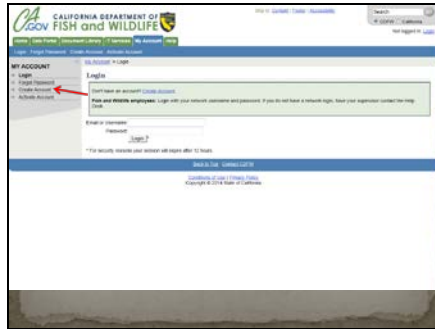 Skip to: Content | Footer | Accessibility
Search
CDFW California
CA.GOV
CALIFORNIA DEPARTMENT OF
FISH and WILDLIFE
Not logged in. Login
Home Data Portal Document Library IT Services My Account Help
Login Forgot Password Create Account Activate Account
MY ACCOUNT
Login
Forgot Password
Create Account
Activate Account
My Account > Login
Login
Don't have an account? Create Account.
Fish and Wildlife employees: Login with your network username and password. If you do not have a network login, have your supervisor contact the Help Desk.
Email or Username:
Password:
Login
* For security reasons your session will expire after 12 hours.
Back to Top | Contact CDFW
Conditions of Use | Privacy Policy
Copyright © 2014 State of California